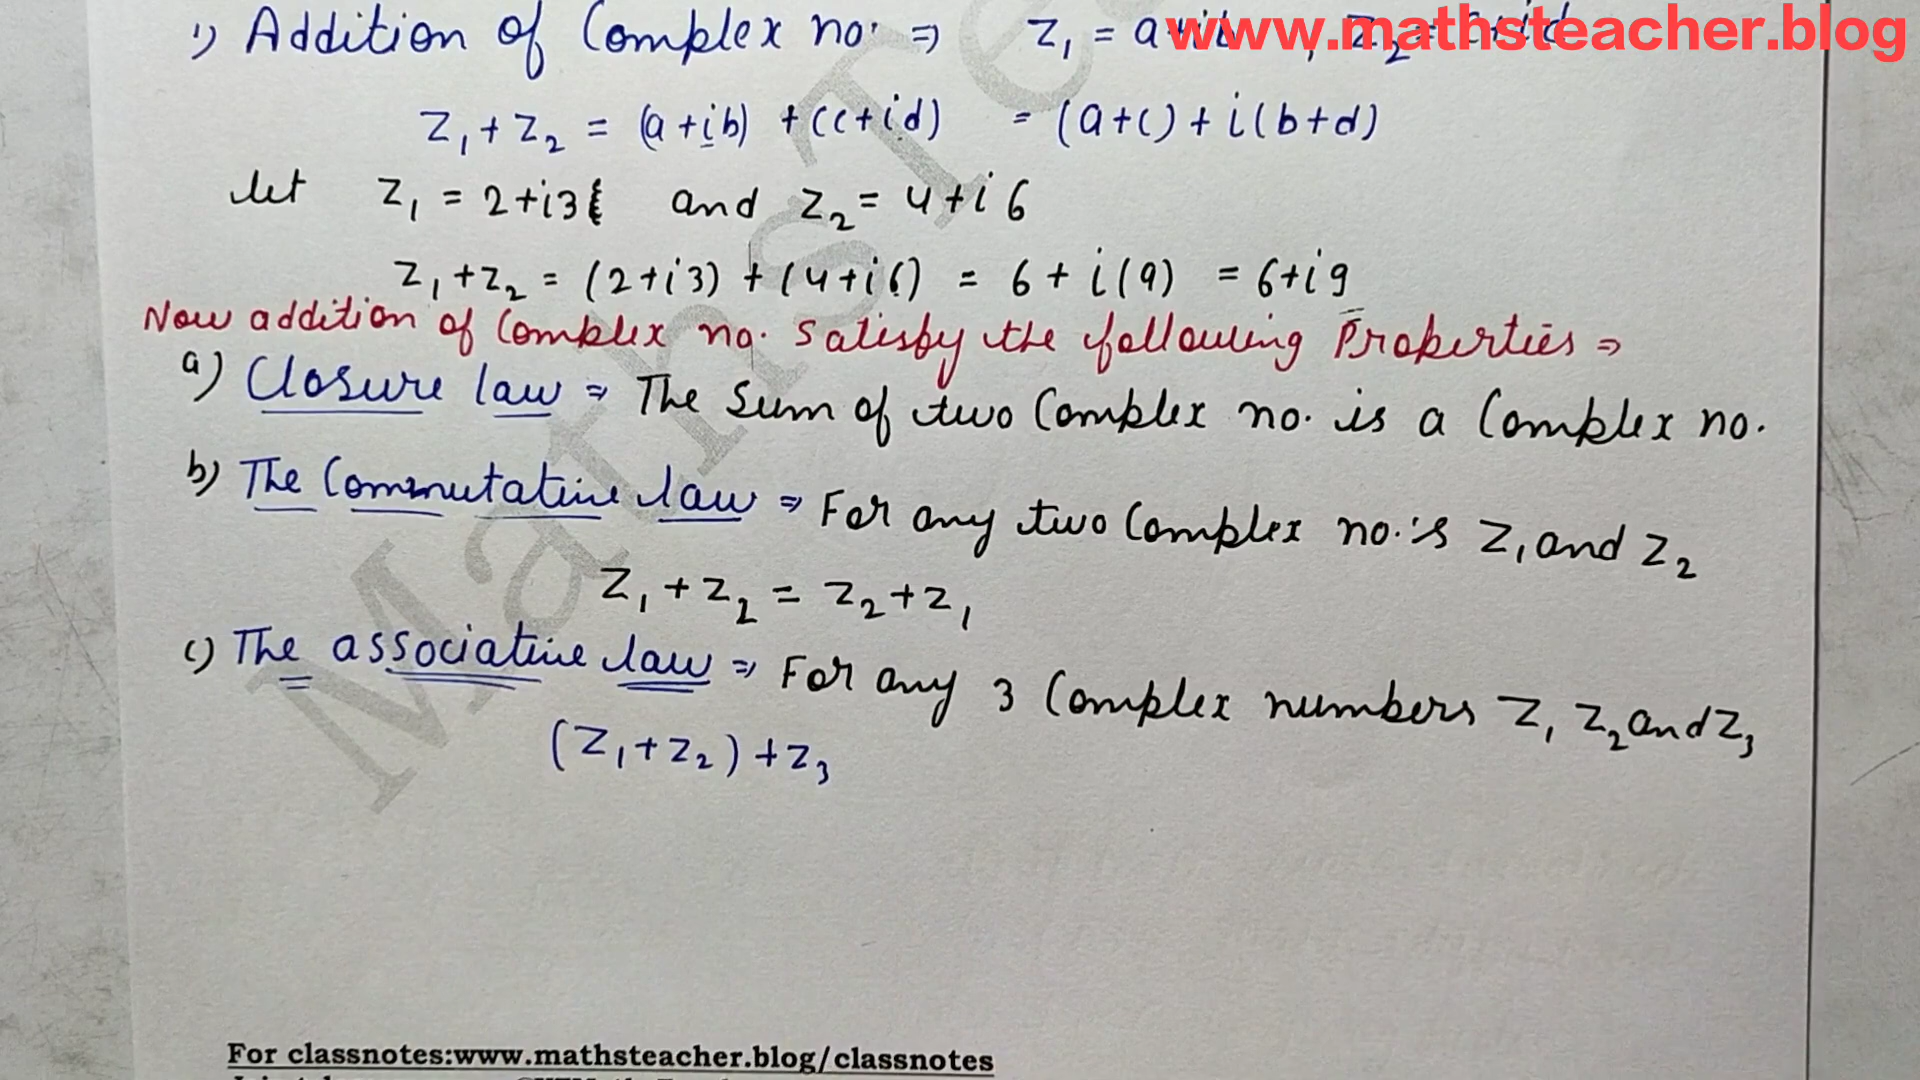 www.mathsteacher.blog
1) Addition of Complex no. ⇒ Z₁ = a+ib, Z₂ = c+id
Z₁+Z₂ = (a+ib) + (c+id) = (a+c) + i(b+d)
let Z₁ = 2+i3 and Z₂ = 4+i6
Z₁+Z₂ = (2+i3) + (4+i6) = 6 + i(9) = 6+i9
Now addition of Complex no. satisfy the following Properties ⇒
a) Closure law ⇒ The Sum of two Complex no. is a Complex no.
b) The Commutative law ⇒ For any two Complex no.'s Z₁ and Z₂
Z₁+Z₂ = Z₂+Z₁
c) The associative law ⇒ For any 3 Complex numbers Z₁ Z₂ and Z₃
(Z₁+Z₂)+Z₃
For classnotes:www.mathsteacher.blog/classnotes